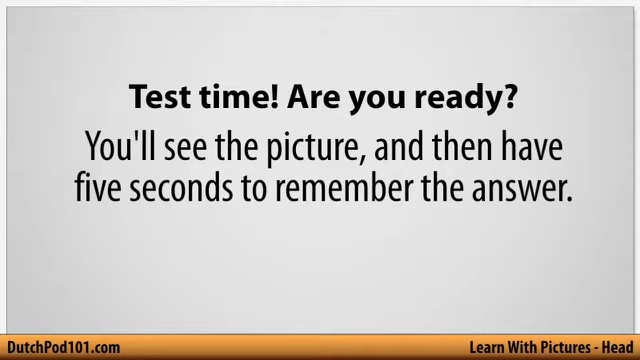 Test time! Are you ready?
You'll see the picture, and then have
five seconds to remember the answer.
DutchPod101.com
Learn With Pictures - Head